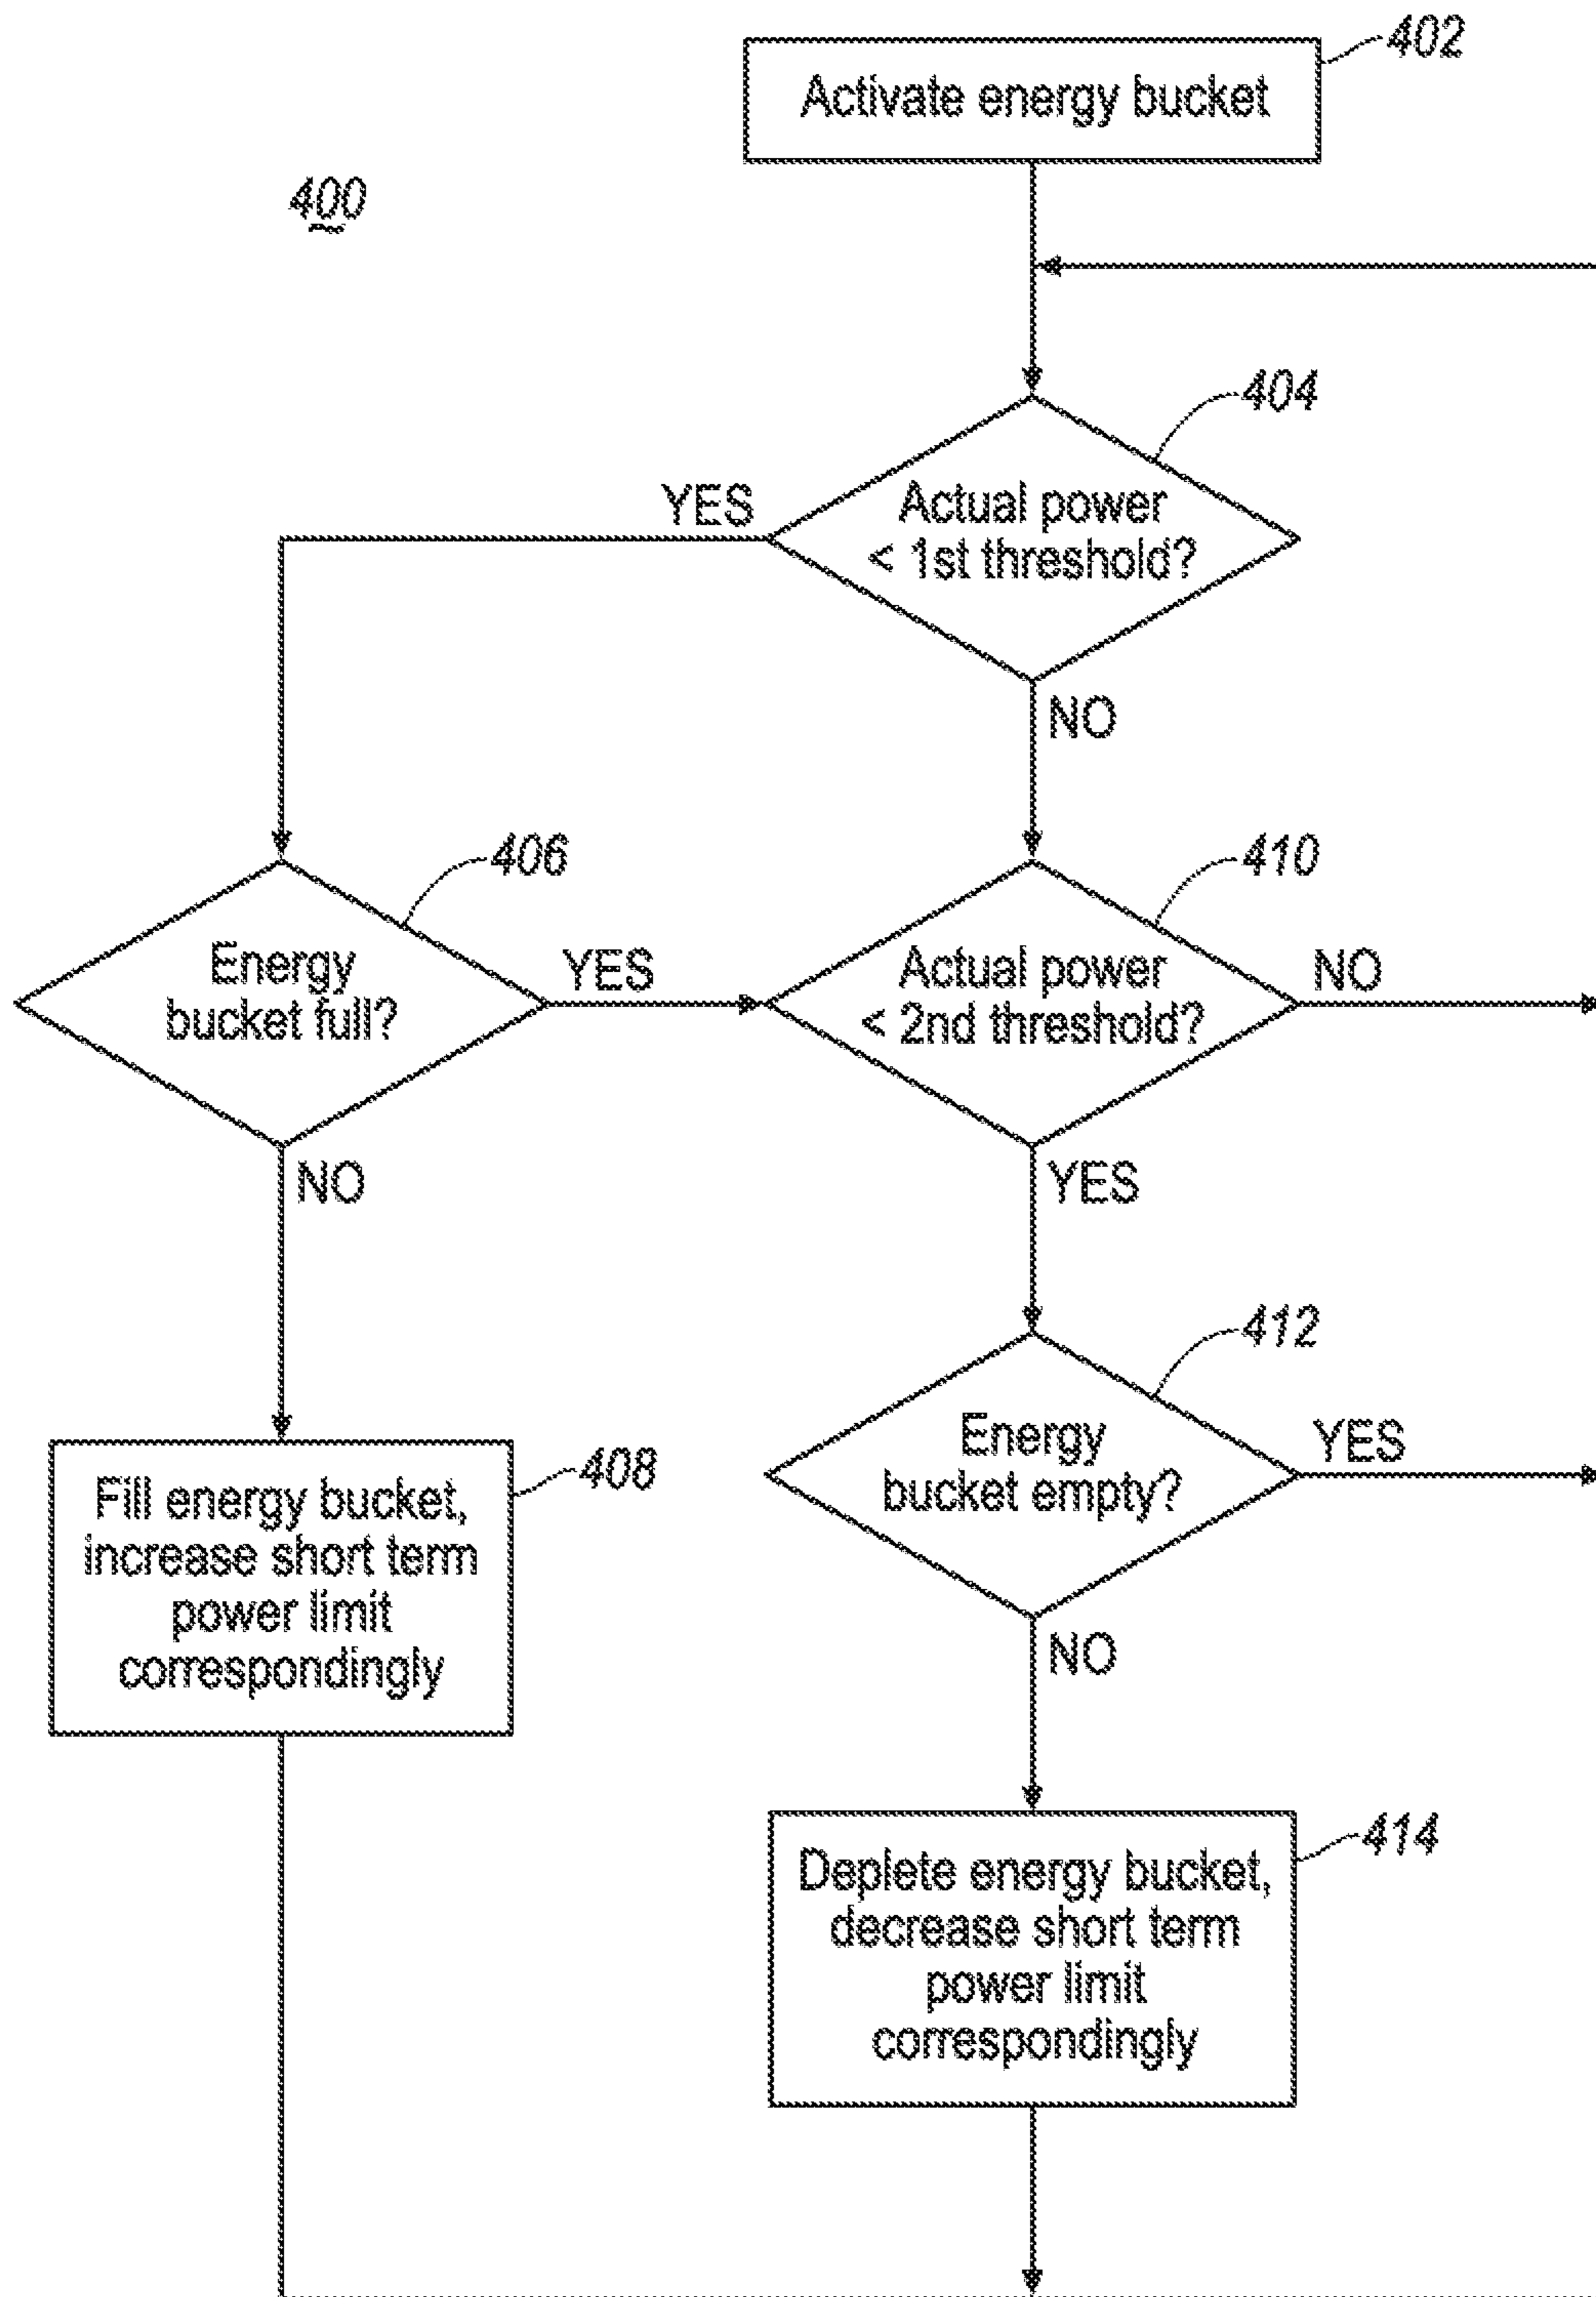 402
Activate energy bucket
400
404
YES
Actual power
< 1st threshold?
NO
406
410
Energy
bucket full?
YES
Actual power
< 2nd threshold?
NO
NO
YES
412
Energy
bucket empty?
YES
408
Fill energy bucket,
increase short term
power limit
correspondingly
NO
414
Deplete energy bucket,
decrease short term
power limit
correspondingly